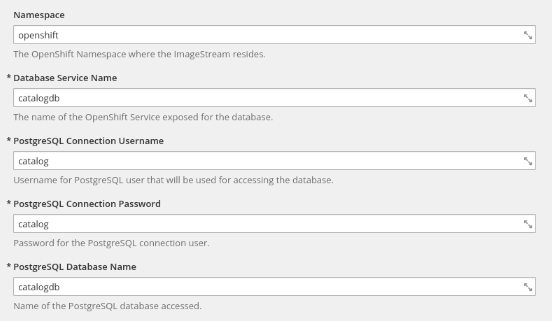 Namespace
openshift
The OpenShift Namespace where the ImageStream resides.
* Database Service Name
catalogdb
The name of the OpenShift Service exposed for the database.
* PostgreSQL Connection Username
catalog
Username for PostgreSQL user that will be used for accessing the database.
* PostgreSQL Connection Password
catalog
Password for the PostgreSQL connection user.
* PostgreSQL Database Name
catalogdb
Name of the PostgreSQL database accessed.